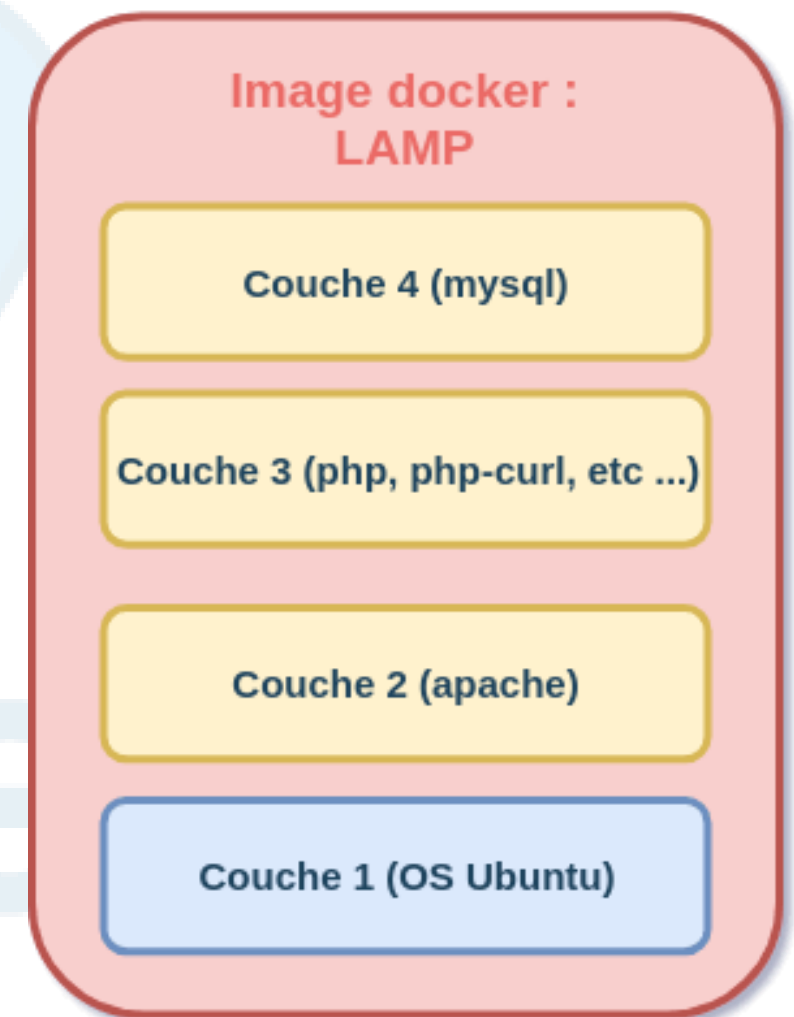 Image docker :
LAMP
Couche 4 (mysql)
Couche 3 (php, php-curl, etc ...)
Couche 2 (apache)
Couche 1 (OS Ubuntu)